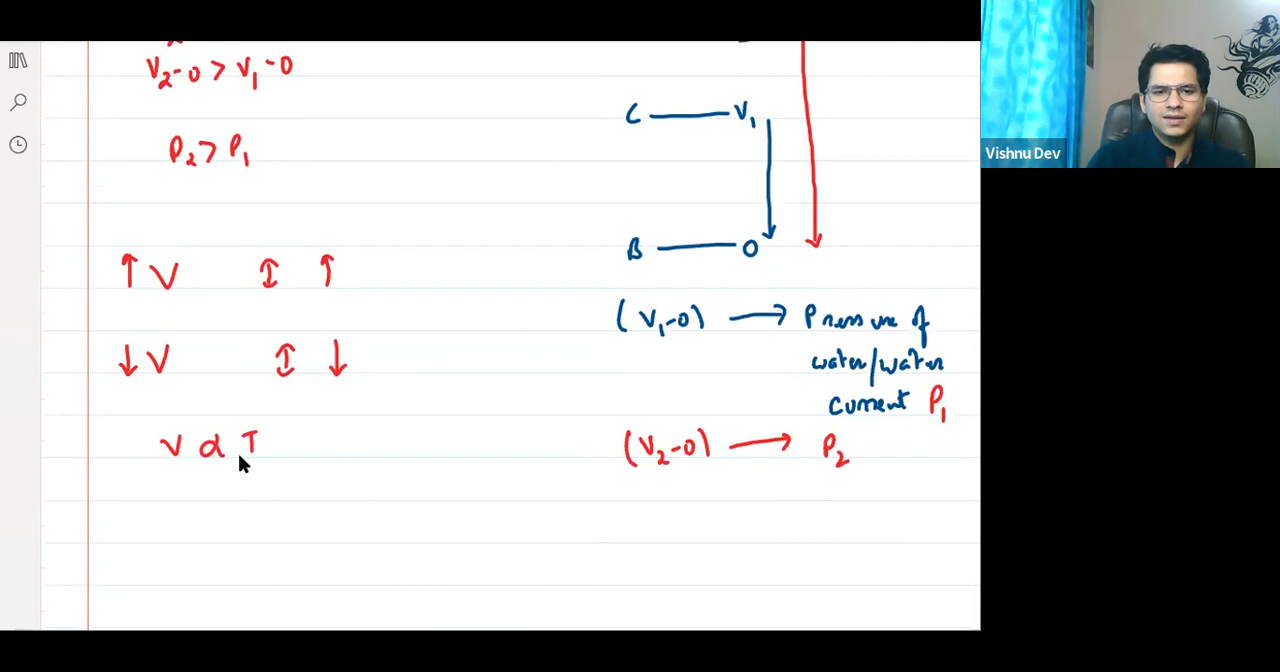 V₂-0 > V₁-0
P₂ > P₁
↑ V I ↑
↓ V I ↓
V α I
C — V₁
B — 0
(V₁-0) → Pressure of
water/water
current P₁
(V₂-0) → P₂
Vishnu Dev